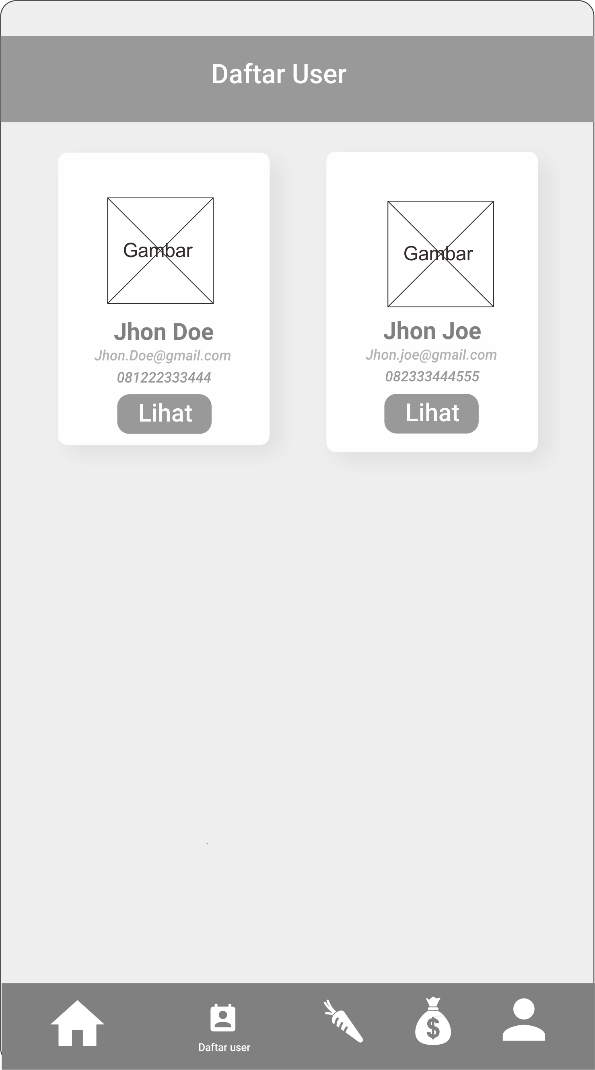 Daftar User
Gambar
Jhon Doe
Jhon.Doe@gmail.com
081222333444
Lihat
Gambar
Jhon Joe
Jhon.joe@gmail.com
082333444555
Lihat
$
Daftar user